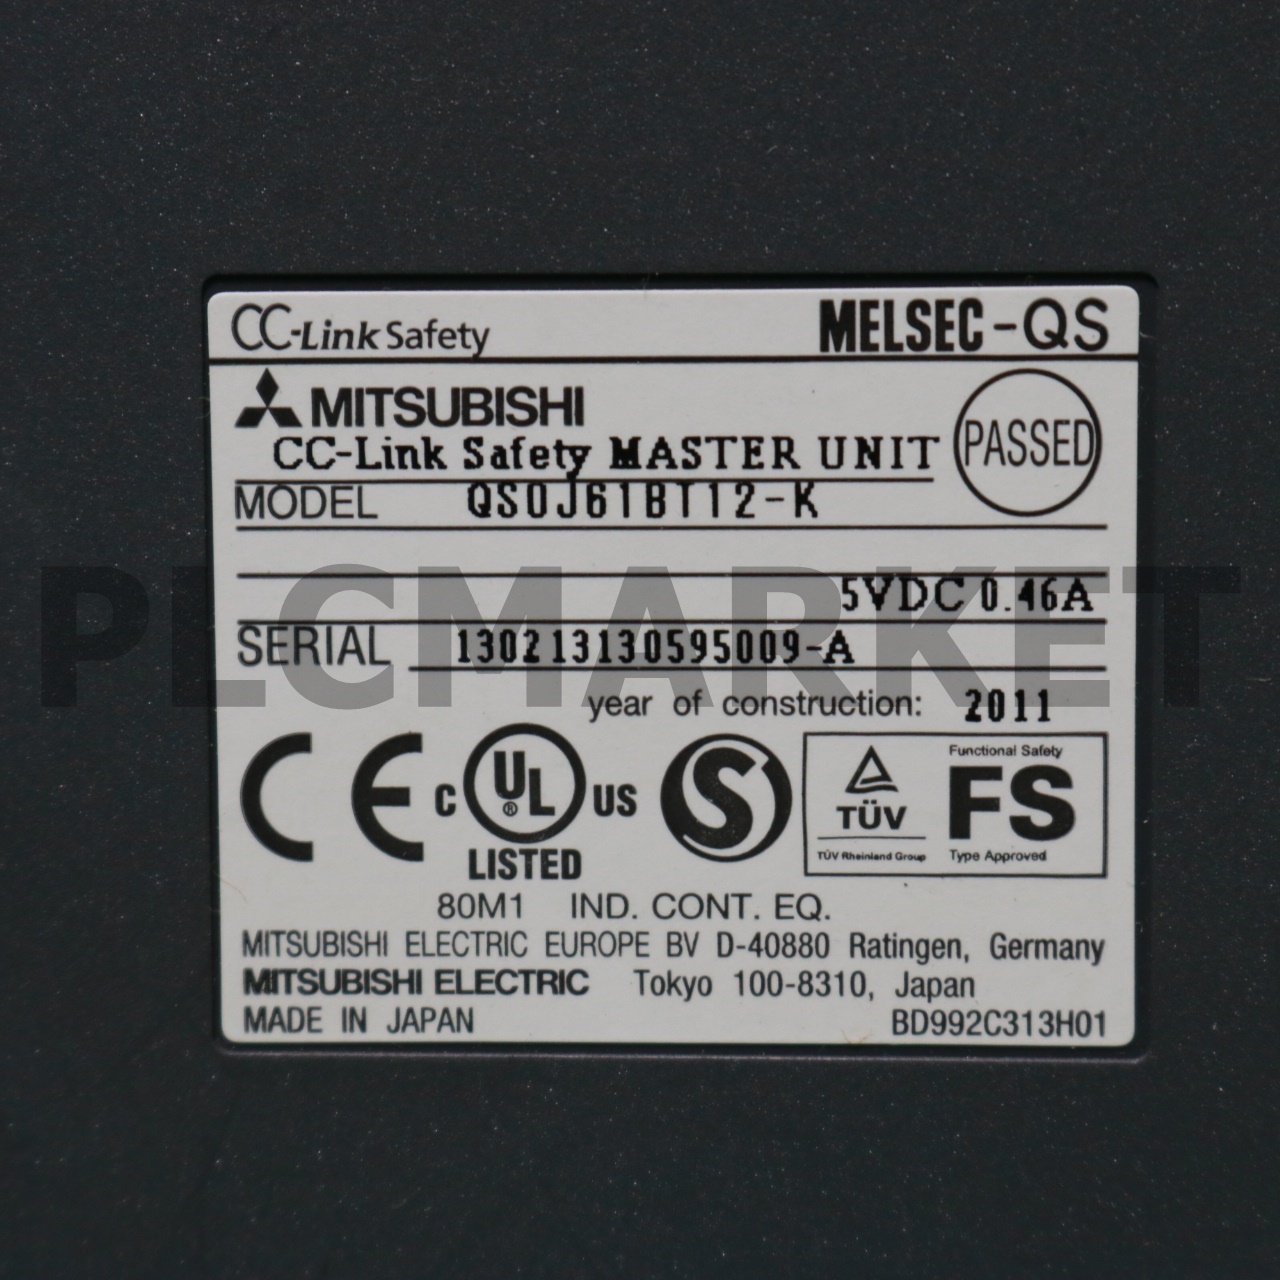 CC-Link Safety MELSEC-QS
MITSUBISHI
CC-Link Safety MASTER UNIT
PASSED
MODEL QS0J61BT12-K
5VDC 0.46A
PLCMARKET
SERIAL 130213130595009-A
year of construction: 2011
CE
C UL ® US
LISTED
S
TÜV
TÜV Rheinland Group
Functional Safety
FS
Type Approved
80M1 IND. CONT. EQ.
MITSUBISHI ELECTRIC EUROPE BV D-40880 Ratingen, Germany
MITSUBISHI ELECTRIC Tokyo 100-8310, Japan
MADE IN JAPAN BD992C313H01